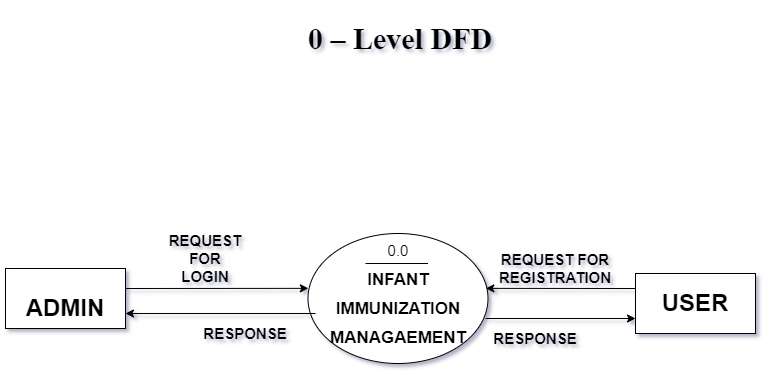 0 – Level DFD
REQUEST
FOR
LOGIN
ADMIN
RESPONSE
0.0
INFANT
IMMUNIZATION
MANAGAEMENT
REQUEST FOR
REGISTRATION
USER
RESPONSE